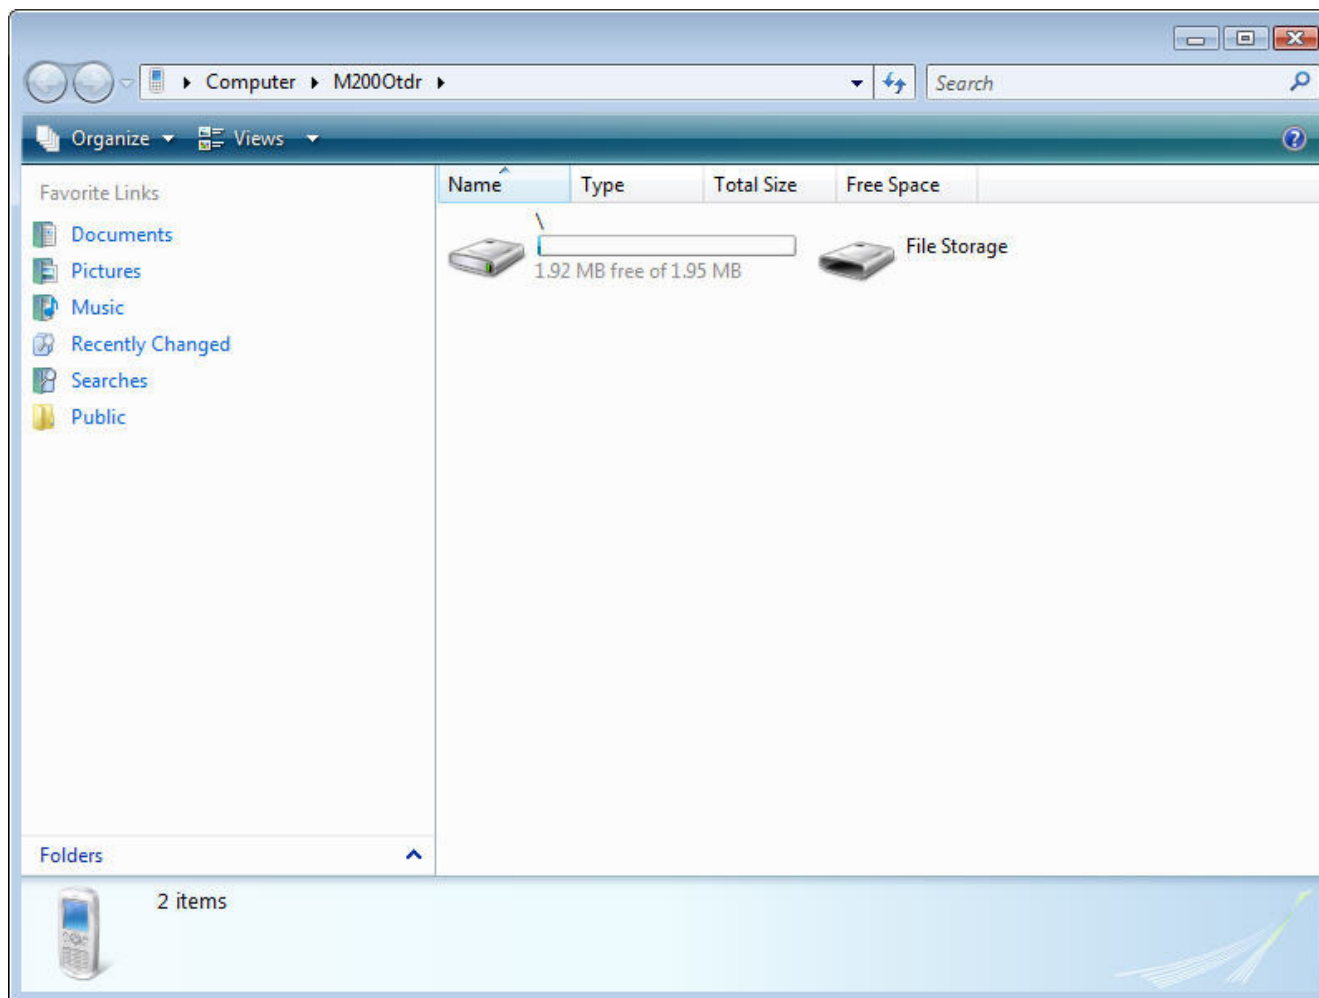 Computer M200Otdr
Search
Organize Views
Favorite Links
Documents
Pictures
Music
Recently Changed
Searches
Public
Folders
Name Type Total Size Free Space
\
1.92 MB free of 1.95 MB
File Storage
2 items